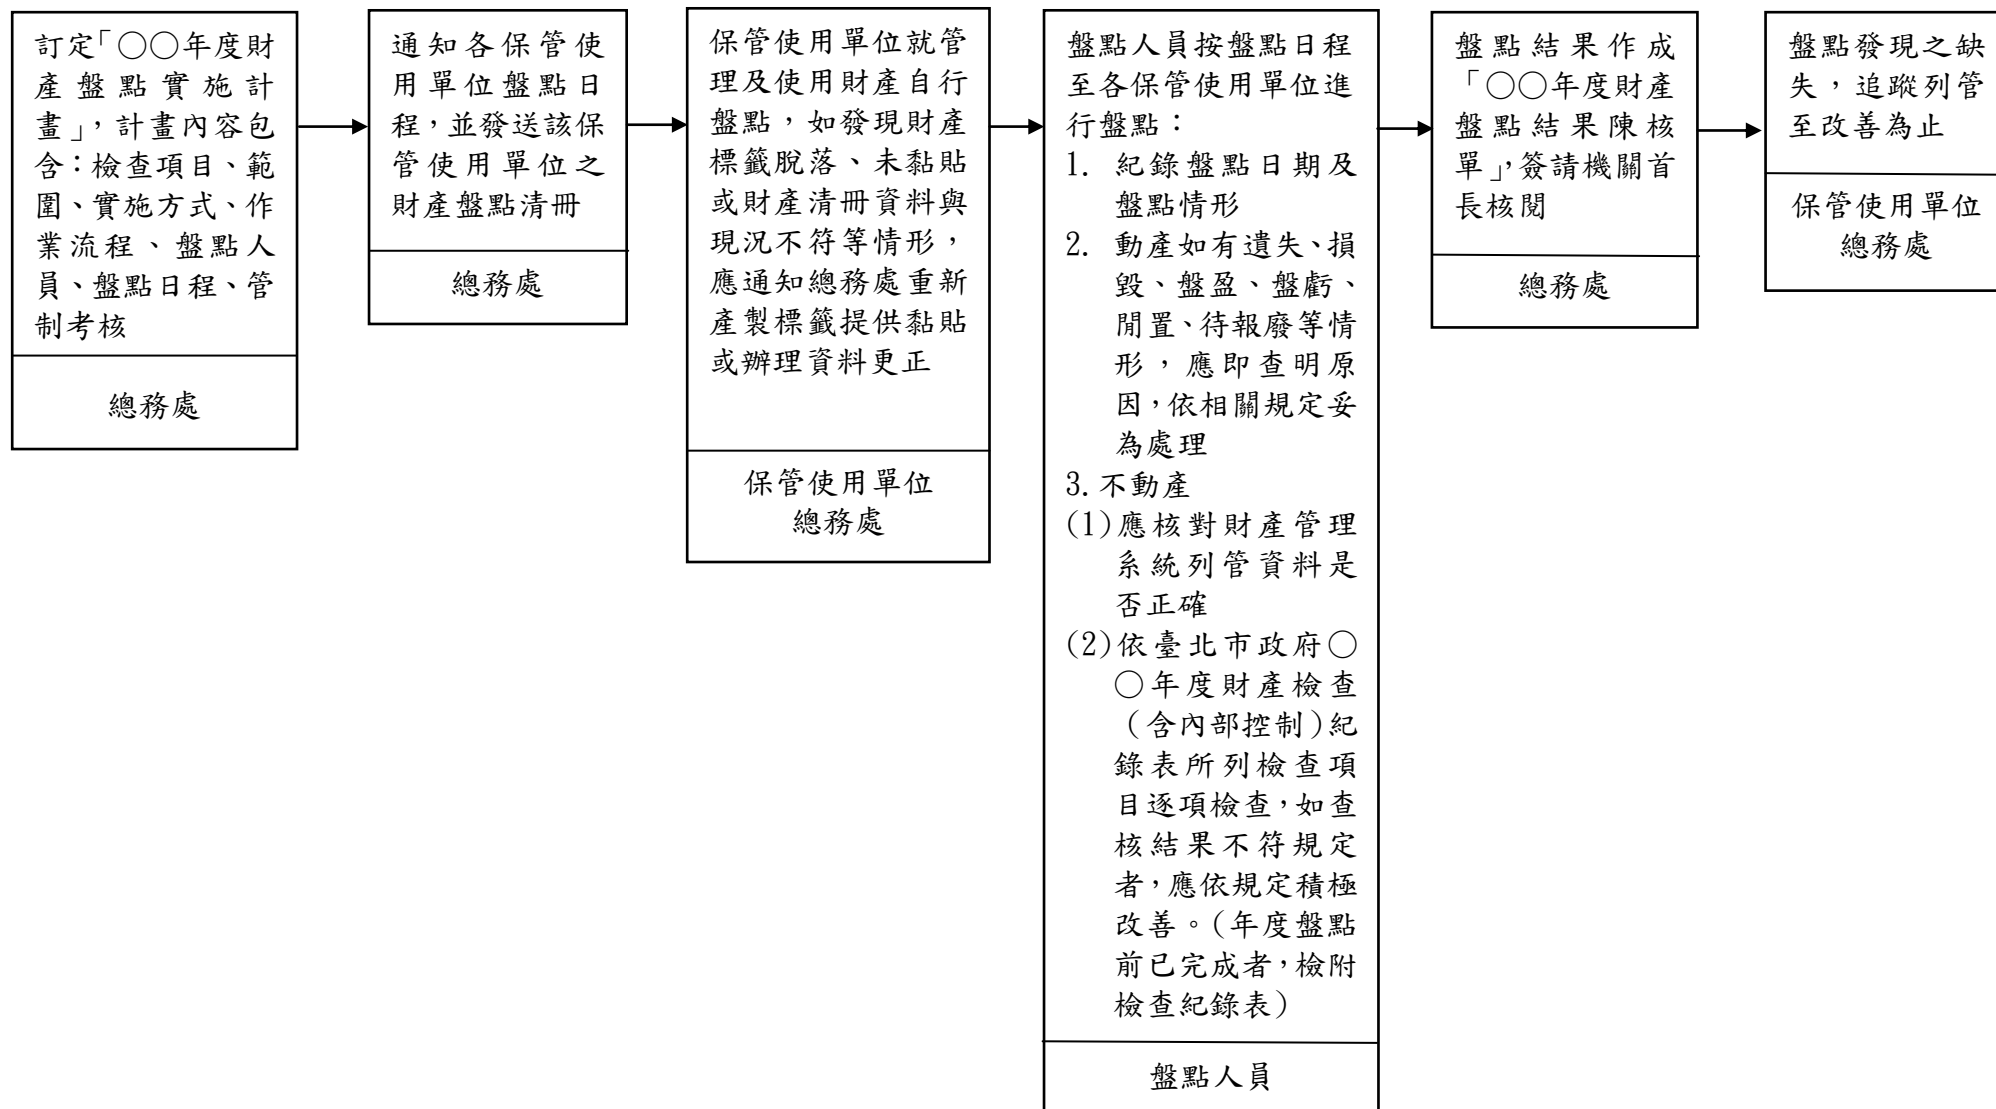 訂定「○○年度財
產盤點實施計
畫」，計畫內容包
含：檢查項目、範
圍、實施方式、作
業流程、盤點人
員、盤點日程、管
制考核
總務處
通知各保管使
用單位盤點日
程，並發送該保
管使用單位之
財產盤點清冊
總務處
保管使用單位就管
理及使用財產自行
盤點，如發現財產
標籤脫落、未黏貼
或財產清冊資料與
現況不符等情形，
應通知總務處重新
產製標籤提供黏貼
或辦理資料更正
保管使用單位
總務處
盤點人員按盤點日程
至各保管使用單位進
行盤點：
1. 紀錄盤點日期及
盤點情形
2. 動產如有遺失、損
毀、盤盈、盤虧、
閒置、待報廢等情
形，應即查明原
因，依相關規定妥
為處理
3.不動產
(1)應核對財產管理
系統列管資料是
否正確
(2)依臺北市政府○
○年度財產檢查
（含內部控制）紀
錄表所列檢查項
目逐項檢查，如查
核結果不符規定
者，應依規定積極
改善。（年度盤點
前已完成者，檢附
檢查紀錄表）
盤點人員
盤點結果作成
「○○年度財產
盤點結果陳核
單」，簽請機關首
長核閱
總務處
盤點發現之缺
失，追蹤列管
至改善為止
保管使用單位
總務處